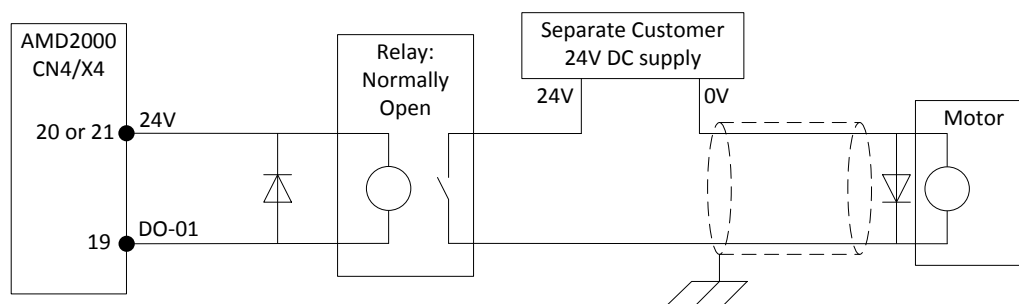 AMD2000
CN4/X4
20 or 21
24V
19
DO-01
Relay:
Normally
Open
Separate Customer
24V DC supply
24V
0V
Motor